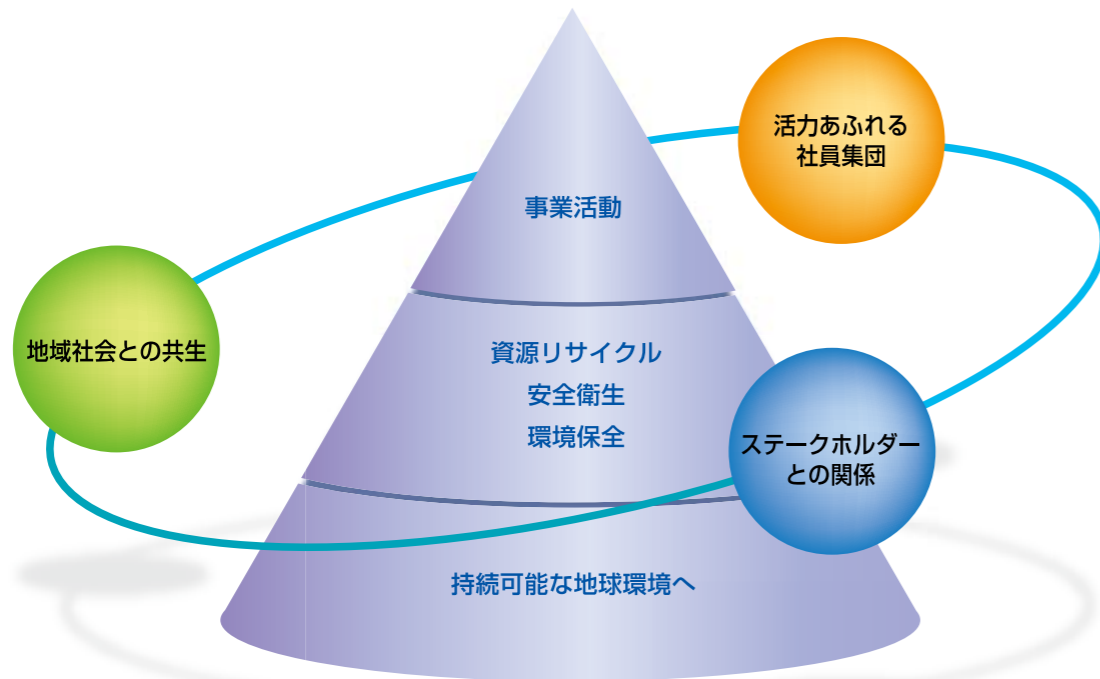 活力あふれる
社員集団
事業活動
地域社会との共生
資源リサイクル
安全衛生
環境保全
ステークホルダー
との関係
持続可能な地球環境へ